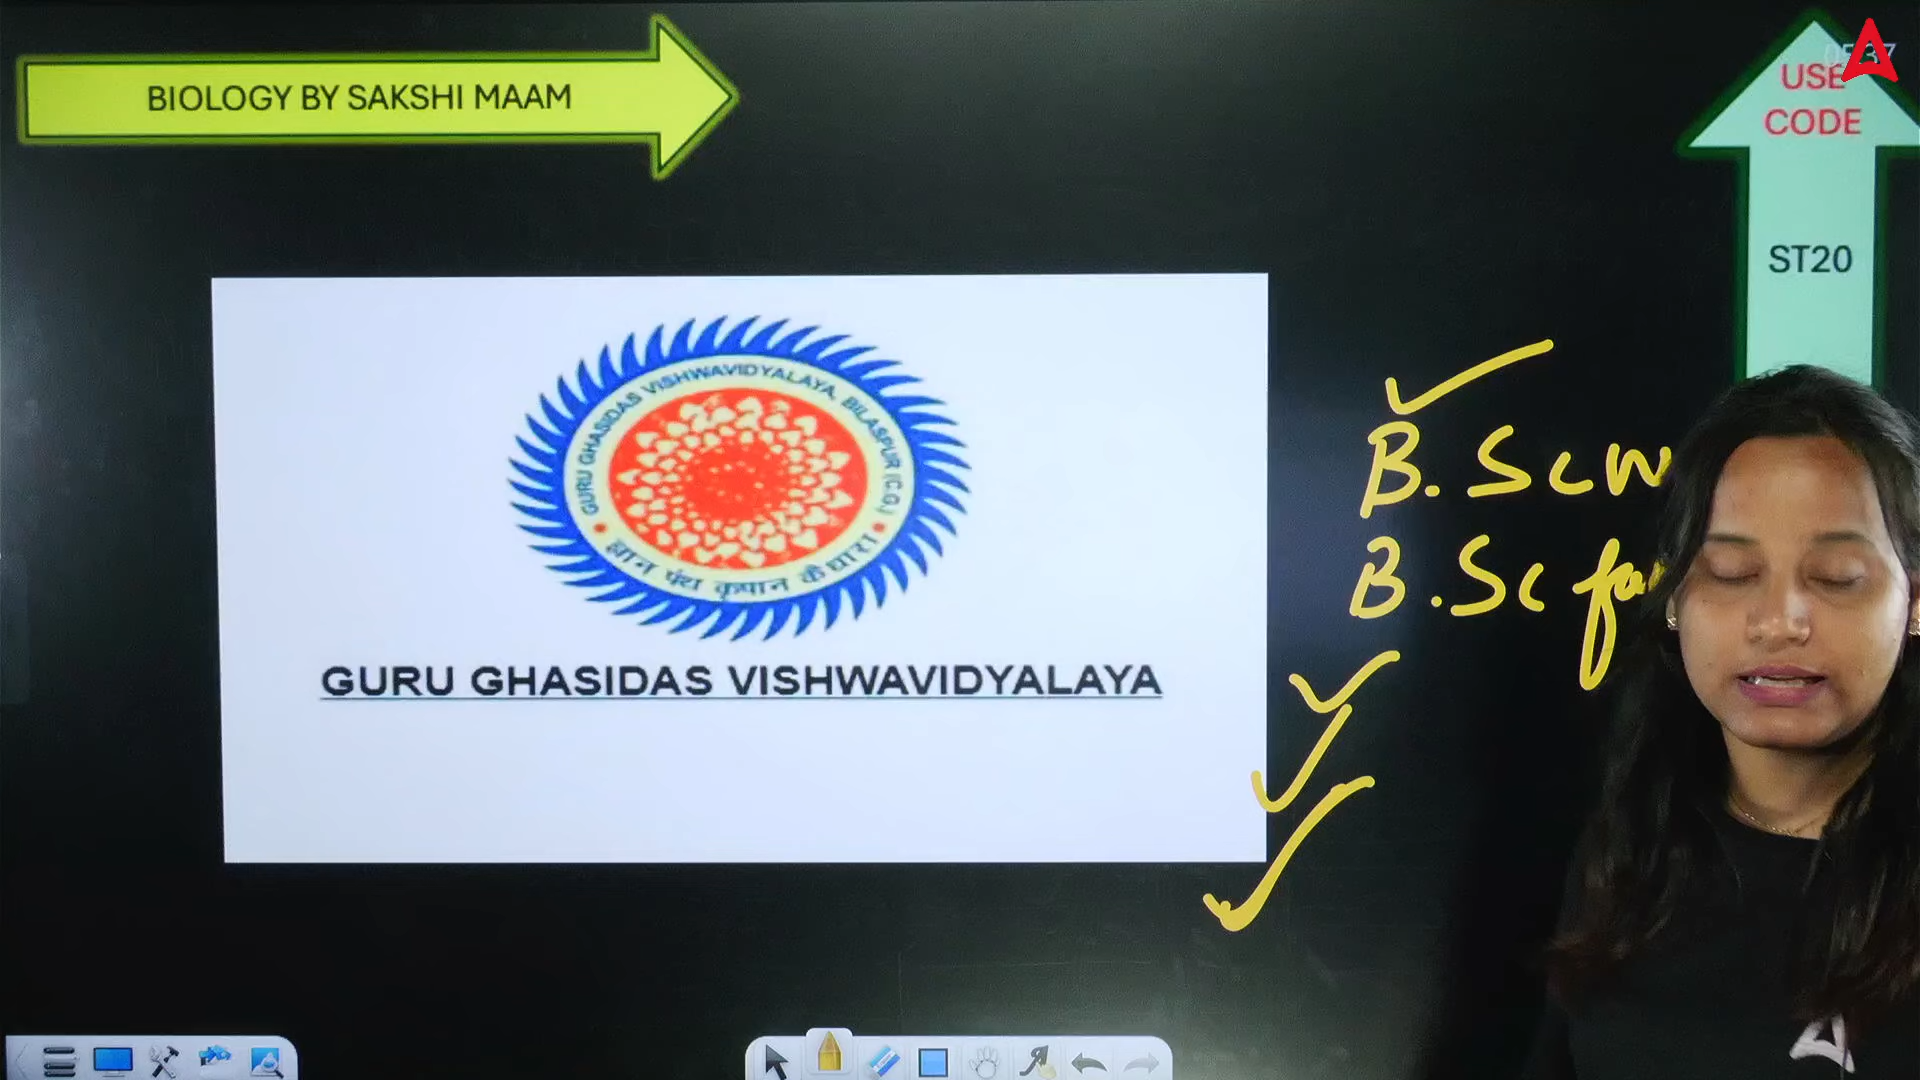 BIOLOGY BY SAKSHI MAAM
USE
CODE
ST20
GURU GHASIDAS VISHWAVIDYALAYA, BILASPUR (C.G.)
ज्ञान पंथ कृपान कै धारा
GURU GHASIDAS VISHWAVIDYALAYA
B.Sc
B.Sc